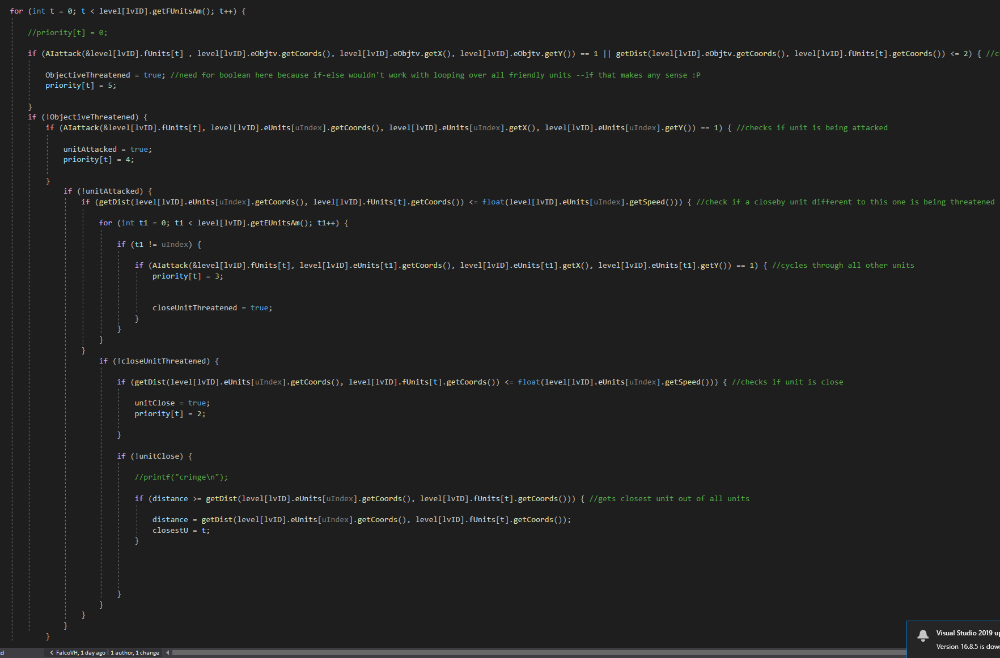 for (int t = 0; t < level[lvID].getFUnitsAm(); t++) {
//priority[t] = 0;
if (AIattack(&level[lvID].fUnits[t] , level[lvID].eObjtv.getCoords(), level[lvID].eObjtv.getX(), level[lvID].eObjtv.getY()) == 1 || getDist(level[lvID].eObjtv.getCoords(), level[lvID].fUnits[t].getCoords()) <= 2) { //c
ObjectiveThreatened = true; //need for boolean here because if-else wouldn't work with looping over all friendly units --if that makes any sense :P
priority[t] = 5;
}
if (!ObjectiveThreatened) {
if (AIattack(&level[lvID].fUnits[t], level[lvID].eUnits[uIndex].getCoords(), level[lvID].eUnits[uIndex].getX(), level[lvID].eUnits[uIndex].getY()) == 1) { //checks if unit is being attacked
unitAttacked = true;
priority[t] = 4;
}
if (!unitAttacked) {
if (getDist(level[lvID].eUnits[uIndex].getCoords(), level[lvID].fUnits[t].getCoords()) <= float(level[lvID].eUnits[uIndex].getSpeed())) { //check if a closeby unit different to this one is being threatened
for (int t1 = 0; t1 < level[lvID].getEUnitsAm(); t1++) {
if (t1 != uIndex) {
if (AIattack(&level[lvID].fUnits[t], level[lvID].eUnits[t1].getCoords(), level[lvID].eUnits[t1].getX(), level[lvID].eUnits[t1].getY()) == 1) { //cycles through all other units
priority[t] = 3;
closeUnitThreatened = true;
}
}
}
}
if (!closeUnitThreatened) {
if (getDist(level[lvID].eUnits[uIndex].getCoords(), level[lvID].fUnits[t].getCoords()) <= float(level[lvID].eUnits[uIndex].getSpeed())) { //checks if unit is close
unitClose = true;
priority[t] = 2;
}
if (!unitClose) {
//printf("cringe\n");
if (distance >= getDist(level[lvID].eUnits[uIndex].getCoords(), level[lvID].fUnits[t].getCoords())) { //gets closest unit out of all units
distance = getDist(level[lvID].eUnits[uIndex].getCoords(), level[lvID].fUnits[t].getCoords());
closestU = t;
}
}
}
}
}
}
Visual Studio 2019 up
Version 16.8.5 is dow
d
FalcoVH, 1 day ago | 1 author, 1 change